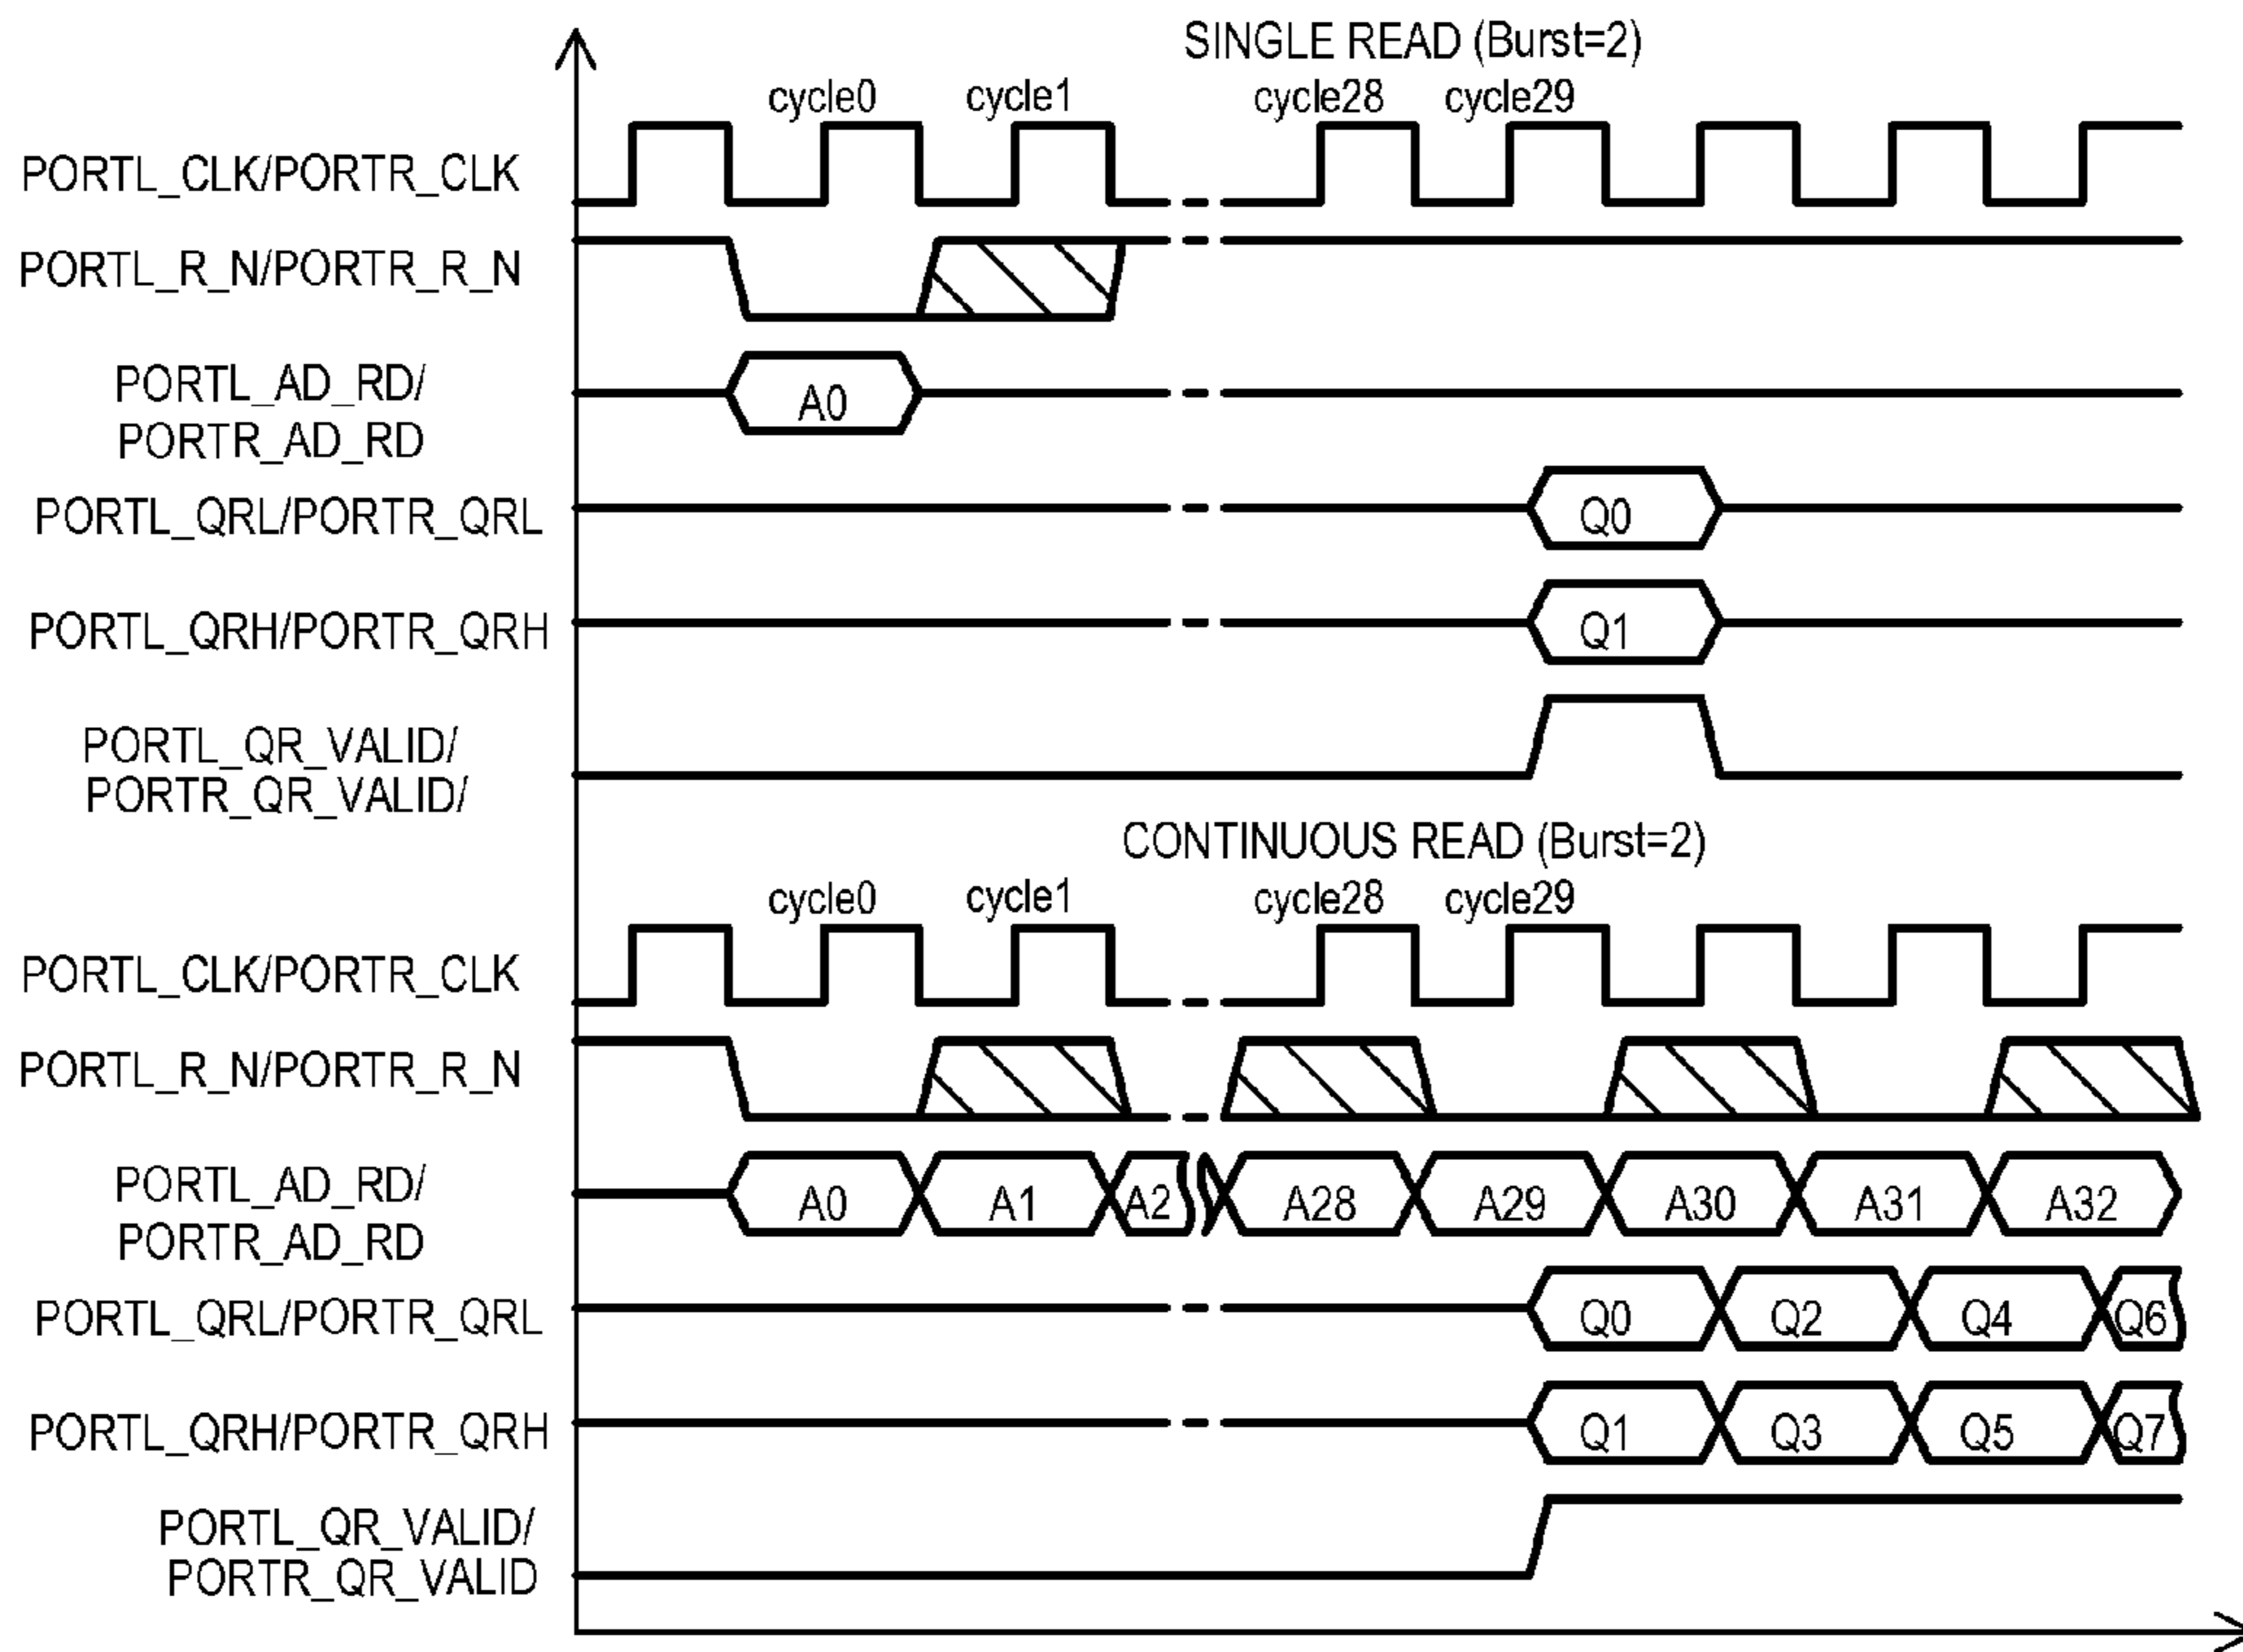 SINGLE READ (Burst=2)
cycle0 cycle1 cycle28 cycle29
PORTL_CLK/PORTR_CLK
PORTL_R_N/PORTR_R_N
PORTL_AD_RD/
PORTR_AD_RD
A0
PORTL_QRL/PORTR_QRL
Q0
PORTL_QRH/PORTR_QRH
Q1
PORTL_QR_VALID/
PORTR_QR_VALID/
CONTINUOUS READ (Burst=2)
cycle0 cycle1 cycle28 cycle29
PORTL_CLK/PORTR_CLK
PORTL_R_N/PORTR_R_N
PORTL_AD_RD/
PORTR_AD_RD
A0 A1 A2 A28 A29 A30 A31 A32
PORTL_QRL/PORTR_QRL
Q0 Q2 Q4 Q6
PORTL_QRH/PORTR_QRH
Q1 Q3 Q5 Q7
PORTL_QR_VALID/
PORTR_QR_VALID